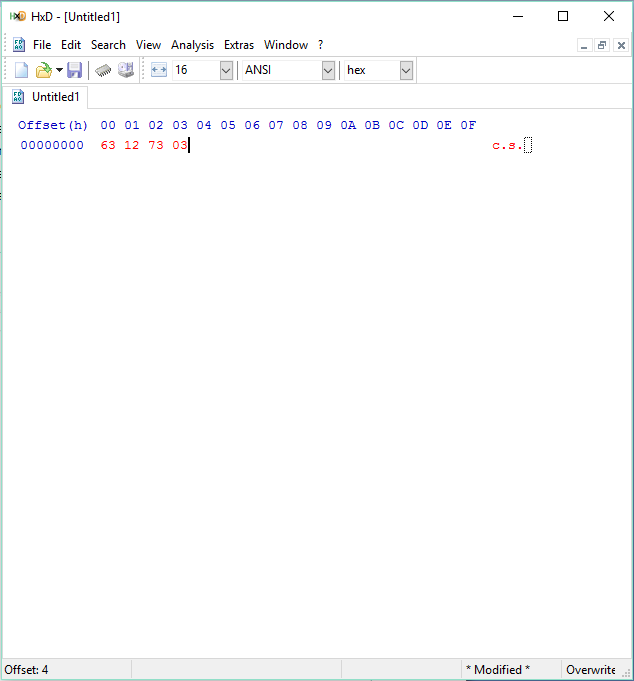 HxD - [Untitled1]
File Edit Search View Analysis Extras Window ?
16 ANSI hex
Untitled1
Offset(h) 00 01 02 03 04 05 06 07 08 09 0A 0B 0C 0D 0E 0F
00000000 63 12 73 03 c.s.
Offset: 4 * Modified * Overwrite